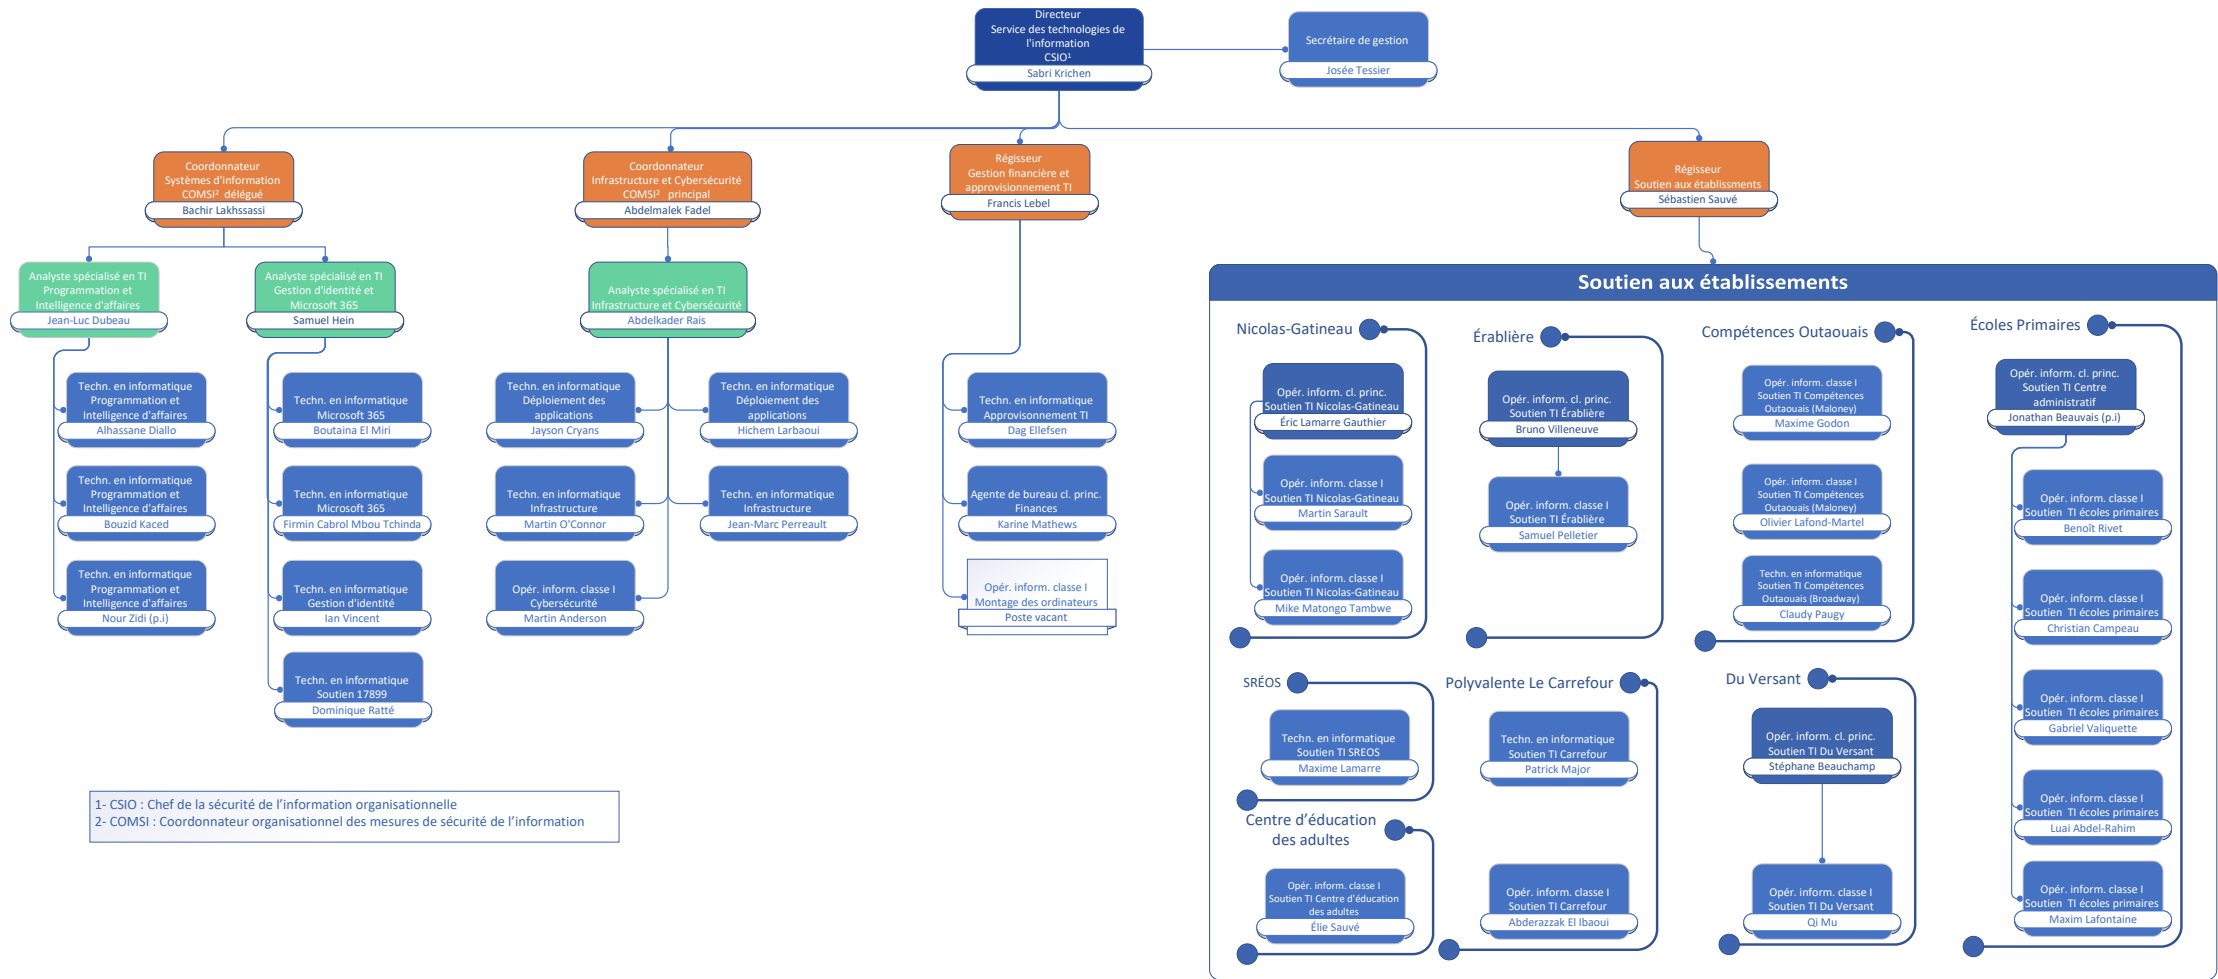 Directeur
Service des technologies de
l'information
CSIO¹
Sabri Krichen
Secrétaire de gestion
Josée Tessier
Coordonnateur
Systèmes d'information
COMSI² délégué
Bachir Lakhssassi
Coordonnateur
Infrastructure et Cybersécurité
COMSI² principal
Abdelmalek Fadel
Régisseur
Gestion financière et
approvisionnement TI
Francis Lebel
Régisseur
Soutien aux établissments
Sébastien Sauvé
Analyste spécialisé en TI
Programmation et
Intelligence d'affaires
Jean-Luc Dubeau
Analyste spécialisé en TI
Gestion d'identité et
Microsoft 365
Samuel Hein
Analyste spécialisé en TI
Infrastructure et Cybersécurité
Abdelkader Rais
Techn. en informatique
Programmation et
Intelligence d'affaires
Alhassane Diallo
Techn. en informatique
Programmation et
Intelligence d'affaires
Bouzid Kaced
Techn. en informatique
Programmation et
Intelligence d'affaires
Nour Zidi (p.i)
Techn. en informatique
Microsoft 365
Boutaina El Miri
Techn. en informatique
Microsoft 365
Firmin Cabrol Mbou Tchinda
Techn. en informatique
Gestion d'identité
Ian Vincent
Techn. en informatique
Soutien 17899
Dominique Ratté
Techn. en informatique
Déploiement des
applications
Jayson Cryans
Techn. en informatique
Déploiement des
applications
Hichem Larbaoui
Techn. en informatique
Infrastructure
Martin O'Connor
Techn. en informatique
Infrastructure
Jean-Marc Perreault
Opér. inform. classe I
Cybersécurité
Martin Anderson
Techn. en informatique
Approvisonnement TI
Dag Ellefsen
Agente de bureau cl. princ.
Finances
Karine Mathews
Opér. inform. classe I
Montage des ordinateurs
Poste vacant
Soutien aux établissements
Nicolas-Gatineau
Opér. inform. cl. princ.
Soutien TI Nicolas-Gatineau
Éric Lamarre Gauthier
Opér. inform. classe I
Soutien TI Nicolas-Gatineau
Martin Sarault
Opér. inform. classe I
Soutien TI Nicolas-Gatineau
Mike Matongo Tambwe
Érablière
Opér. inform. cl. princ.
Soutien TI Érablière
Bruno Villeneuve
Opér. inform. classe I
Soutien TI Érablière
Samuel Pelletier
Compétences Outaouais
Opér. inform. classe I
Soutien TI Compétences
Outaouais (Maloney)
Maxime Godon
Opér. inform. classe I
Soutien TI Compétences
Outaouais (Maloney)
Olivier Lafond-Martel
Techn. en informatique
Soutien TI Compétences
Outaouais (Broadway)
Claudy Paugy
Écoles Primaires
Opér. inform. cl. princ.
Soutien TI Centre
administratif
Jonathan Beauvais (p.i)
Opér. inform. classe I
Soutien TI écoles primaires
Benoît Rivet
Opér. inform. classe I
Soutien TI écoles primaires
Christian Campeau
Opér. inform. classe I
Soutien TI écoles primaires
Gabriel Valiquette
Opér. inform. classe I
Soutien TI écoles primaires
Luai Abdel-Rahim
Opér. inform. classe I
Soutien TI écoles primaires
Maxim Lafontaine
SRÉOS
Techn. en informatique
Soutien TI SREOS
Maxime Lamarre
Centre d'éducation
des adultes
Opér. inform. classe I
Soutien TI Centre d'éducation
des adultes
Élie Sauvé
Polyvalente Le Carrefour
Techn. en informatique
Soutien TI Carrefour
Patrick Major
Opér. inform. classe I
Soutien TI Carrefour
Abderazzak El Ibaoui
Du Versant
Opér. inform. cl. princ.
Soutien TI Du Versant
Stéphane Beauchamp
Opér. inform. classe I
Soutien TI Du Versant
Qi Mu
1- CSIO : Chef de la sécurité de l'information organisationnelle
2- COMSI : Coordonnateur organisationnel des mesures de sécurité de l'information